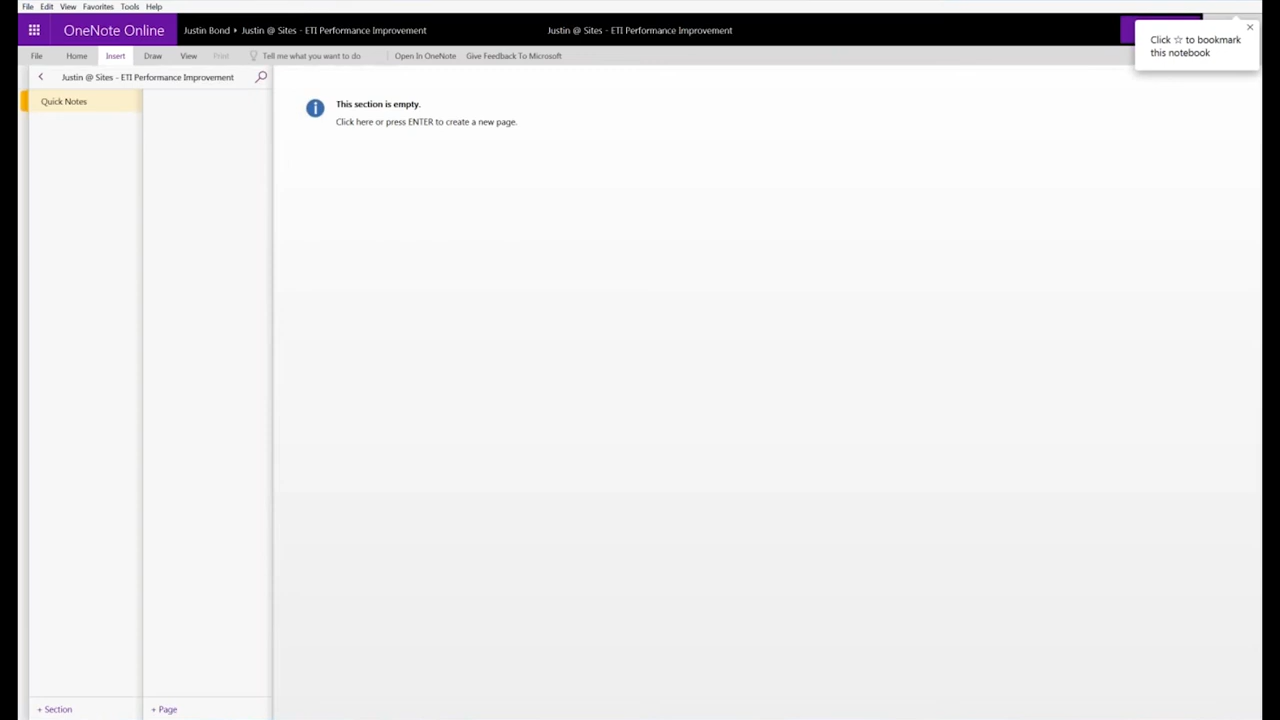 File Edit View Favorites Tools Help
OneNote Online Justin Bond ▸ Justin @ Sites - ETI Performance Improvement Justin @ Sites - ETI Performance Improvement
Click ☆ to bookmark
this notebook
File Home Insert Draw View Print Tell me what you want to do Open In OneNote Give Feedback To Microsoft
Justin @ Sites - ETI Performance Improvement
Quick Notes
This section is empty.
Click here or press ENTER to create a new page.
+ Section + Page